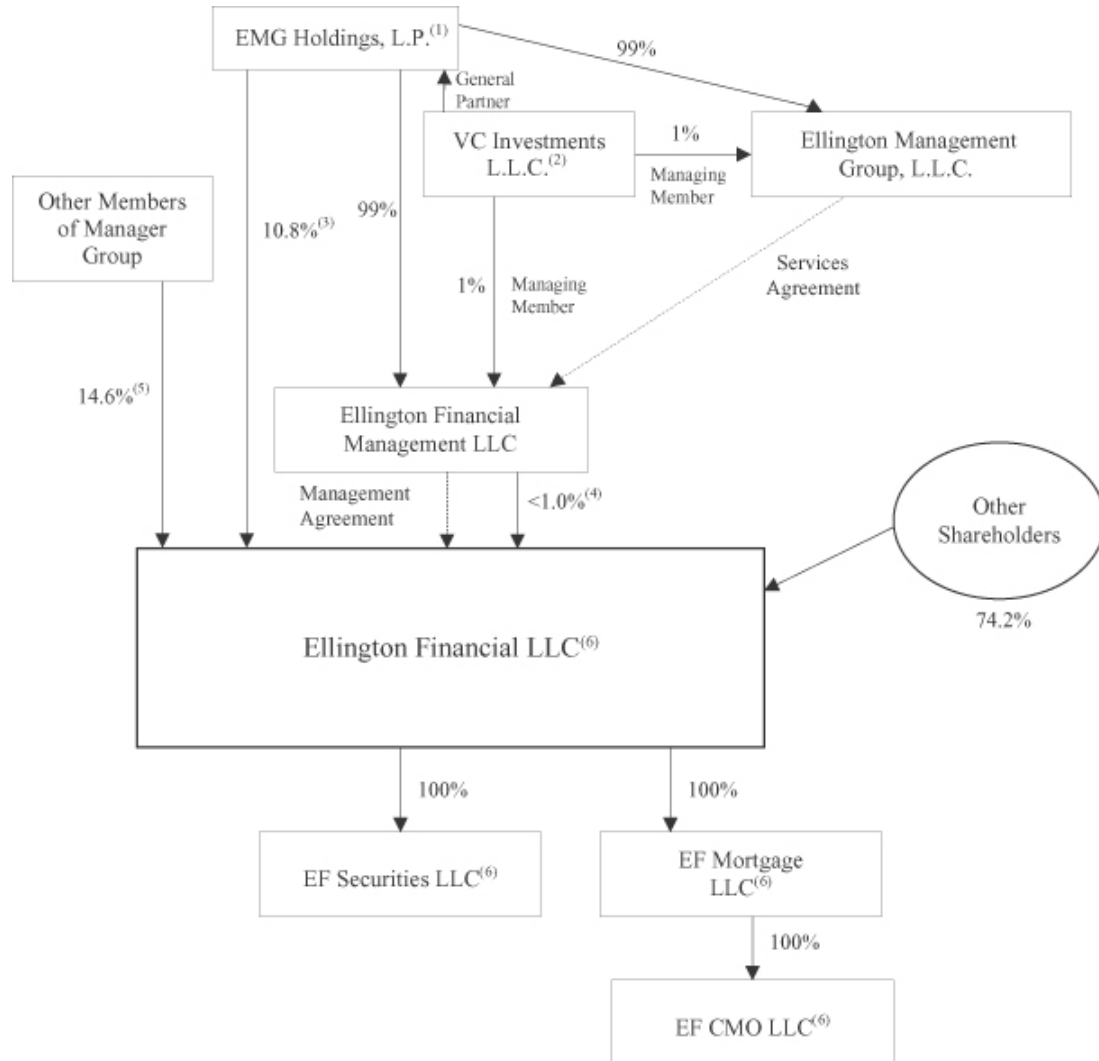 EMG Holdings, L.P.(1)
99%
General
Partner
VC Investments
L.L.C.(2)
1%
Managing
Member
Ellington Management
Group, L.L.C.
Other Members
of Manager
Group
10.8%(3)
99%
1%
Managing
Member
Services
Agreement
14.6%(5)
Ellington Financial
Management LLC
Management
Agreement
<1.0%(4)
Other
Shareholders
74.2%
Ellington Financial LLC(6)
100%
100%
EF Securities LLC(6)
EF Mortgage
LLC(6)
100%
EF CMO LLC(6)